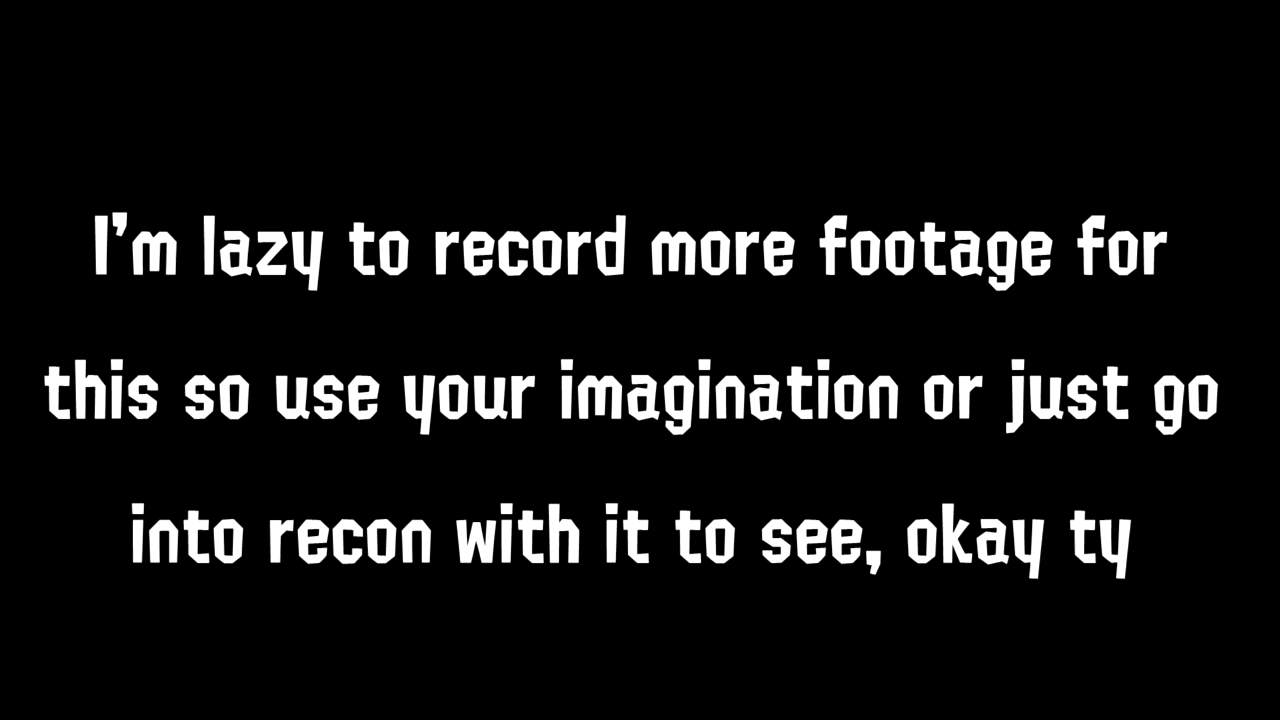 I'm lazy to record more footage for
this so use your imagination or just go
into recon with it to see, okay ty